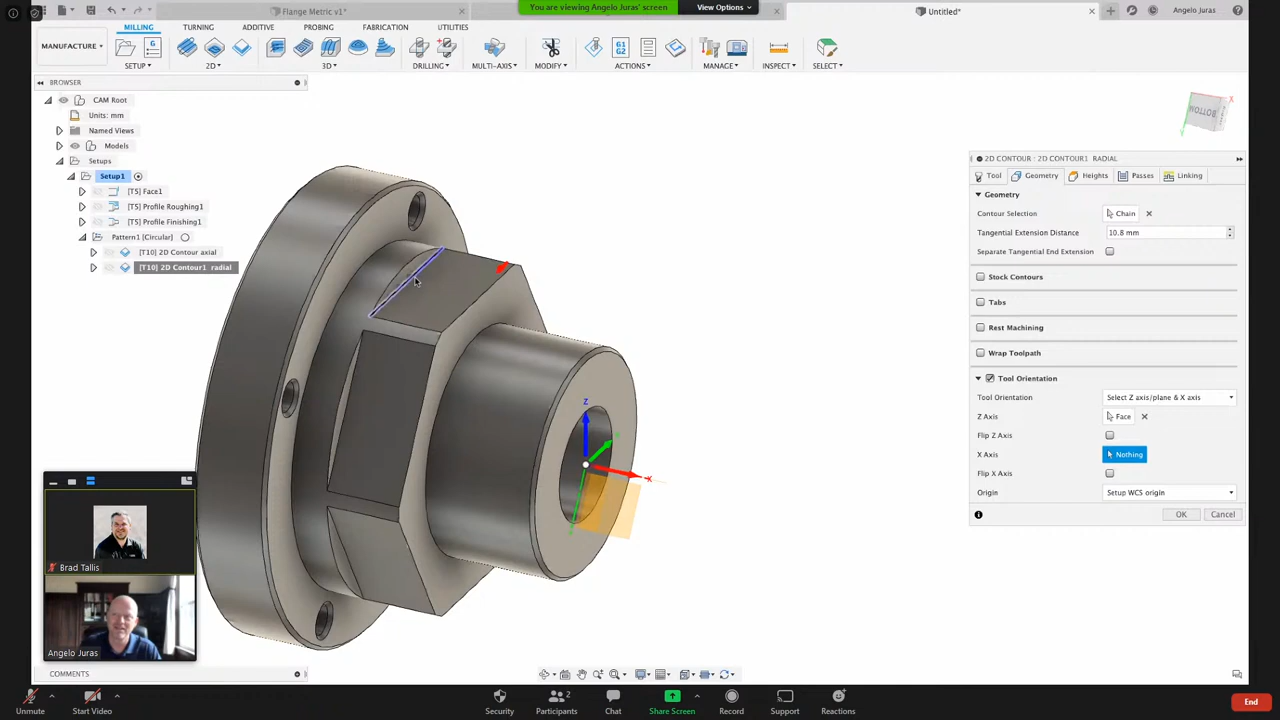 Flange Metric v1*
You are viewing Angelo Juras' screen
View Options
Untitled*
Angelo Juras
MILLING
TURNING
ADDITIVE
PROBING
FABRICATION
UTILITIES
MANUFACTURE
SETUP
2D
3D
DRILLING
MULTI-AXIS
MODIFY
ACTIONS
MANAGE
INSPECT
SELECT
G1
G2
BROWSER
CAM Root
Units: mm
Named Views
Models
Setups
Setup1
[T5] Face1
[T5] Profile Roughing1
[T5] Profile Finishing1
Pattern1 [Circular]
[T10] 2D Contour axial
[T10] 2D Contour1 radial
BOTTOM
X
Y
Z
X
2D CONTOUR : 2D CONTOUR1 RADIAL
Tool
Geometry
Heights
Passes
Linking
Geometry
Contour Selection
Chain
Tangential Extension Distance
10.8 mm
Separate Tangential End Extension
Stock Contours
Tabs
Rest Machining
Wrap Toolpath
Tool Orientation
Tool Orientation
Select Z axis/plane & X axis
Z Axis
Face
Flip Z Axis
X Axis
Nothing
Flip X Axis
Origin
Setup WCS origin
OK
Cancel
Brad Tallis
Angelo Juras
COMMENTS
Unmute
Start Video
Security
Participants
2
Chat
Share Screen
Record
Support
Reactions
End